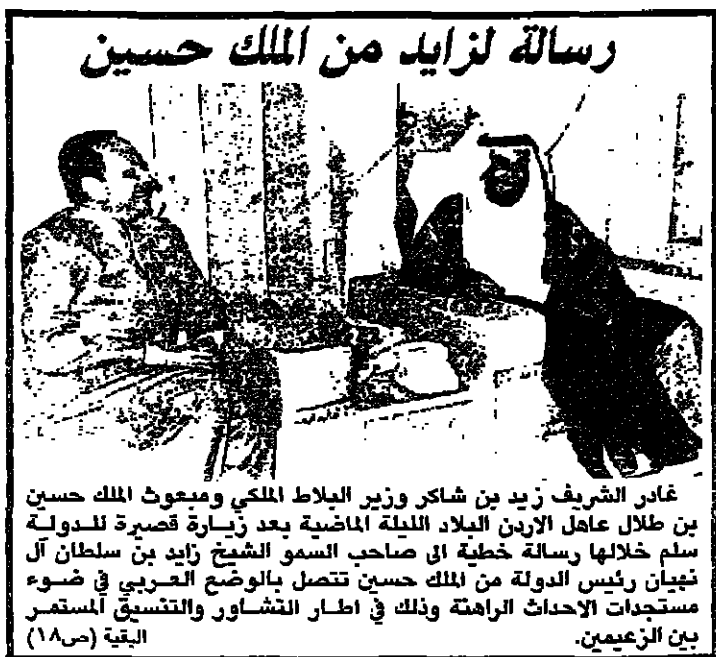 رسالة لزايد من الملك حسين
غادر الشريف زيد بن شاكر وزير البلاط الملكي ومبعوث الملك حسين
بن طلال عاهل الاردن البلاد الليلة الماضية بعد زيارة قصيرة للدولة
سلم خلالها رسالة خطية الى صاحب السمو الشيخ زايد بن سلطان آل
نهيان رئيس الدولة من الملك حسين تتصل بالوضع العربي في ضوء
مستجدات الاحداث الراهنة وذلك في اطار التشاور والتنسيق المستمر
بين الزعيمين.
البقية (ص١٨)